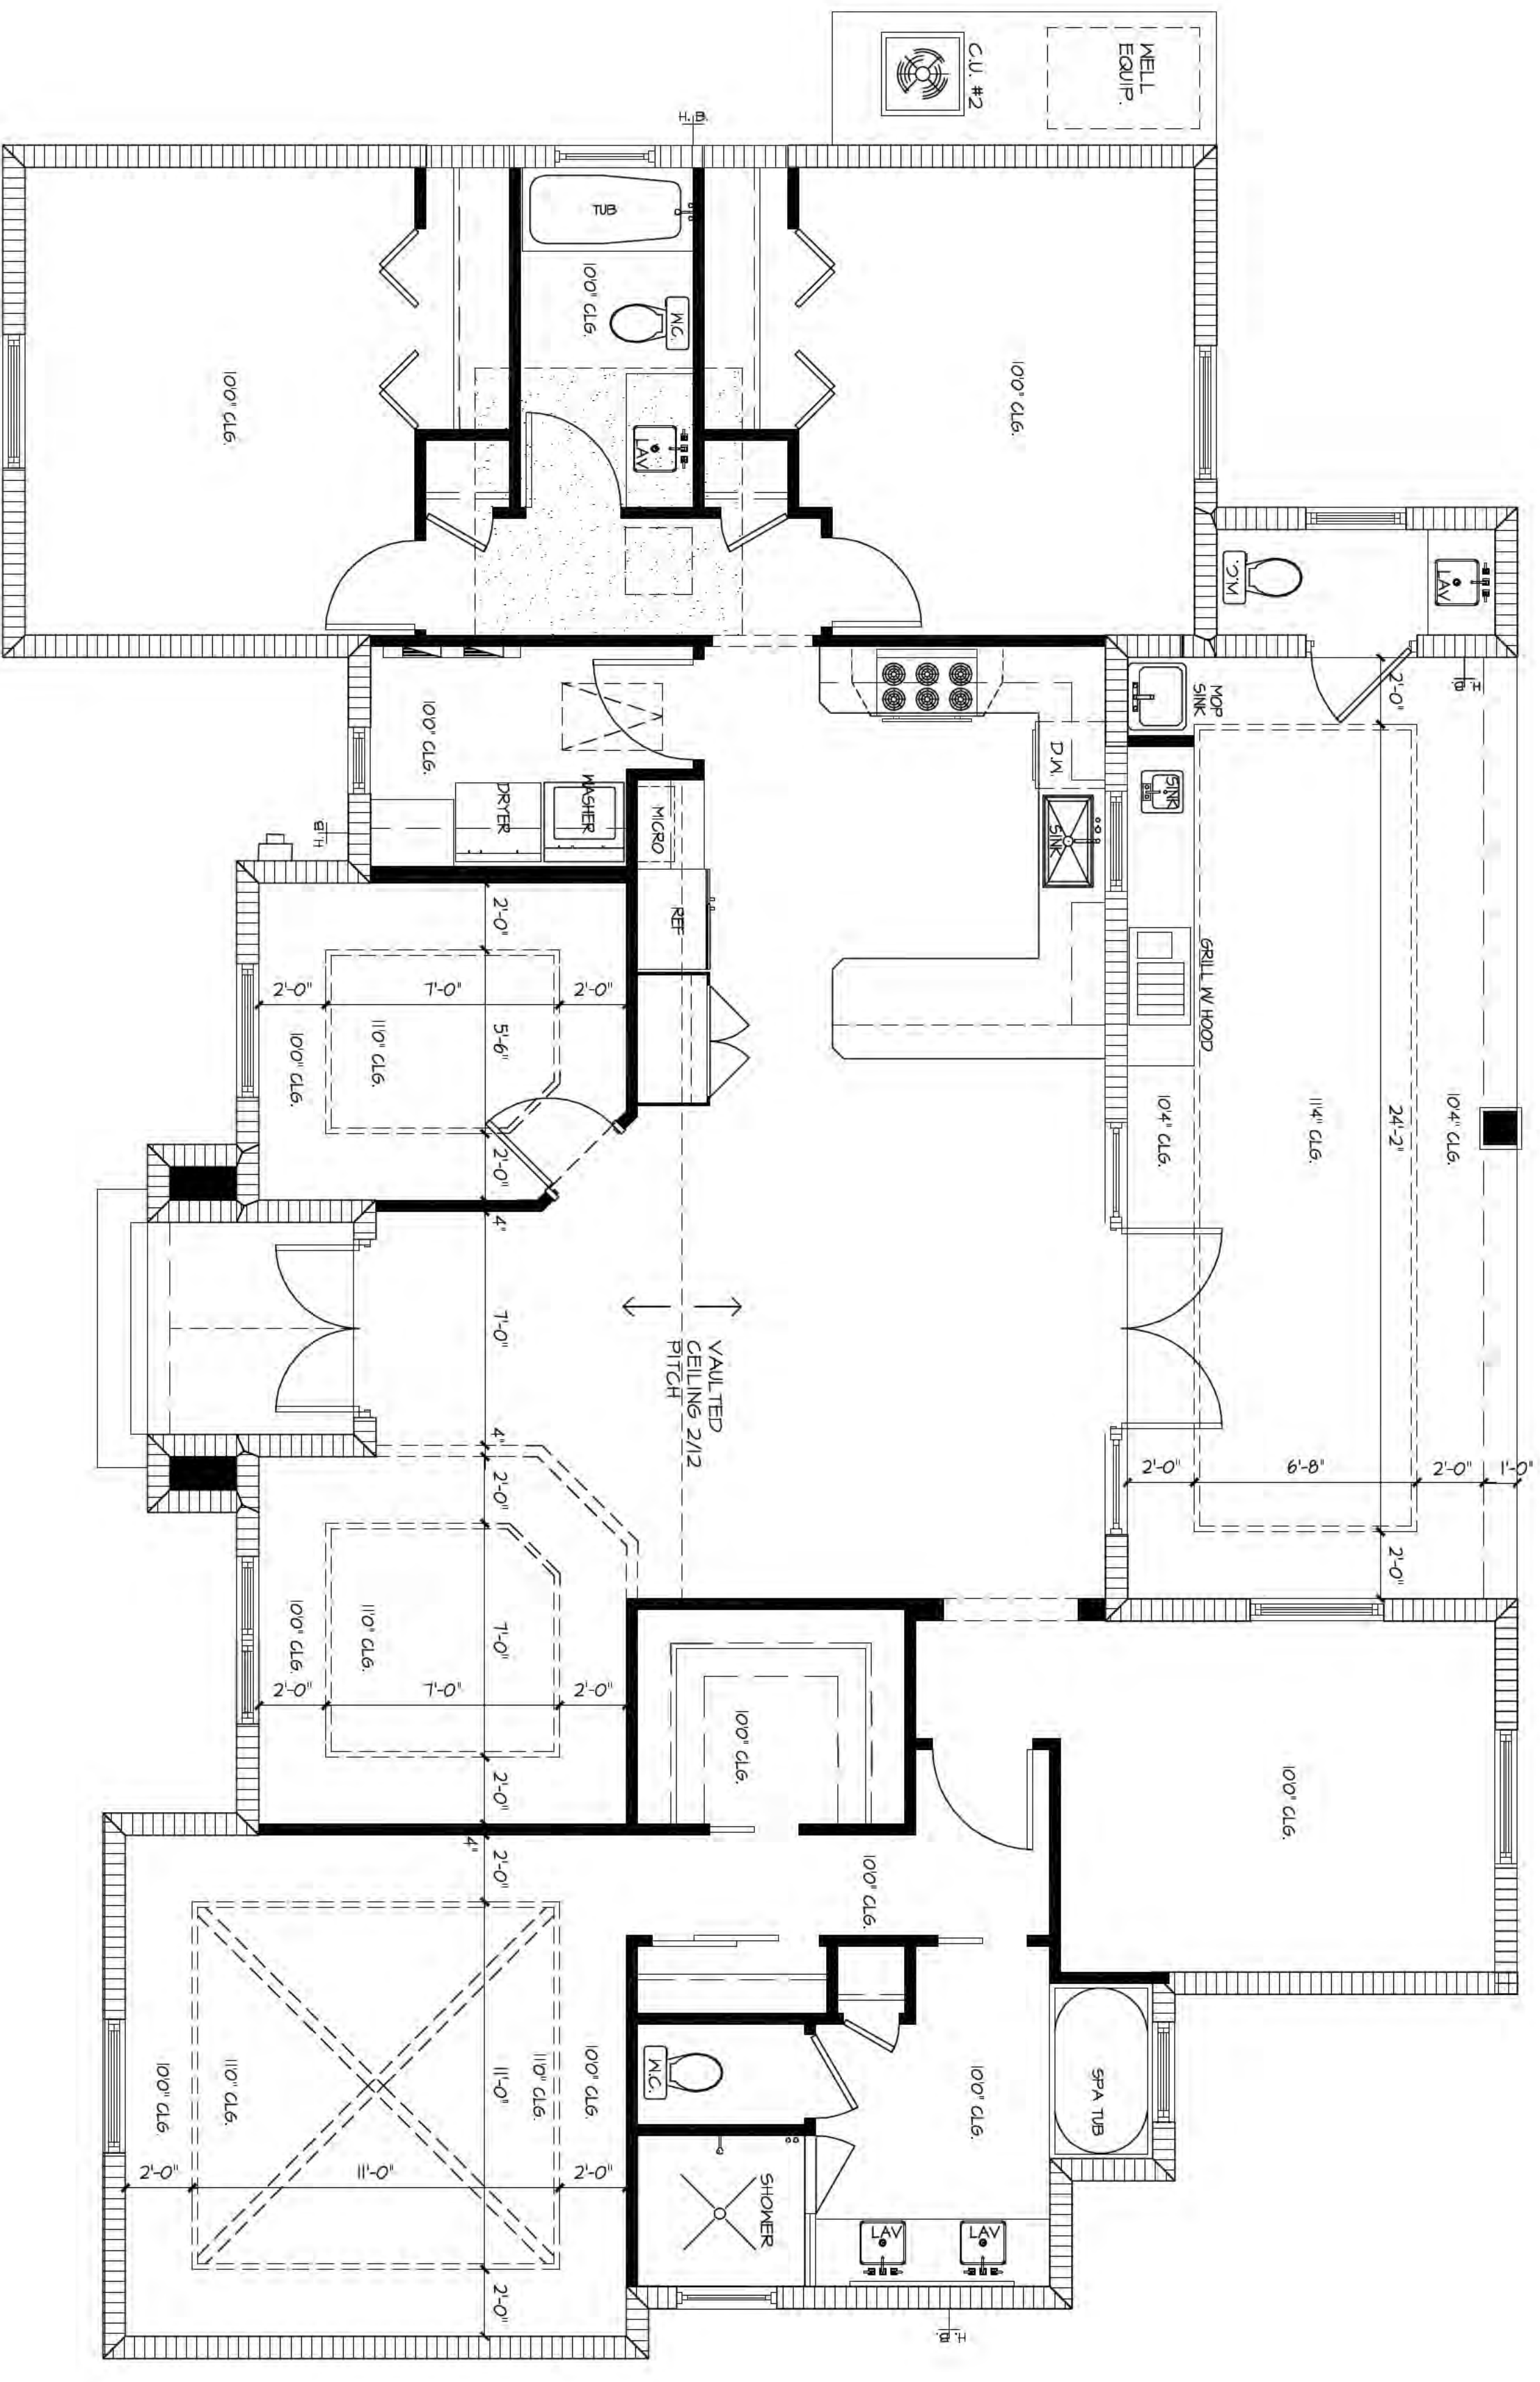 WELL
EQUIP.
C.U. #2
H.B.
TUB
10'0" CLG.
W.C.
10'0" CLG.
10'0" CLG.
LAV
W.C.
LAV
H.B.
2'-0"
MOP
SINK
10'0" CLG.
D.W.
SINK
WASHER
DRYER
MICRO
SINK
H.B.
REF
GRILL W/ HOOD
2'-0"
2'-0"
7'-0"
2'-0"
5'-6"
11'0" CLG.
10'0" CLG.
2'-0"
10'4" CLG.
11'4" CLG.
24'-2"
10'4" CLG.
4"
7'-0"
VAULTED
CEILING 2/12
PITCH
4"
2'-0"
2'-0"
6'-8"
2'-0"
1'-0"
2'-0"
10'0" CLG.
11'0" CLG.
7'-0"
2'-0"
7'-0"
2'-0"
10'0" CLG.
2'-0"
10'0" CLG.
4"
2'-0"
10'0" CLG.
10'0" CLG.
11'0" CLG.
11'-0"
11'0" CLG.
10'0" CLG.
W.C.
10'0" CLG.
SPA TUB
2'-0"
11'-0"
2'-0"
SHOWER
LAV
LAV
2'-0"
H.B.